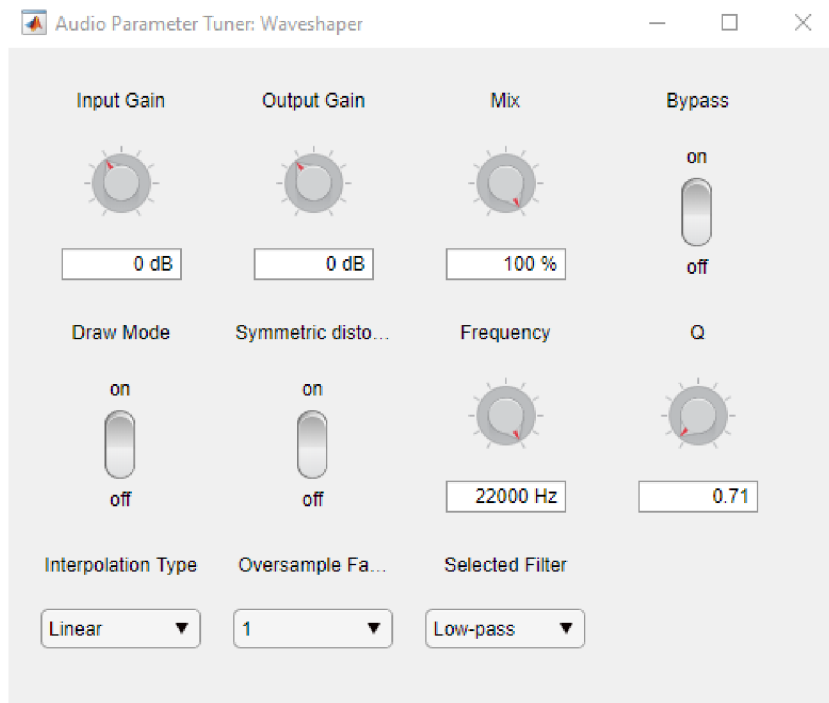 Audio Parameter Tuner: Waveshaper
Input Gain
Output Gain
Mix
Bypass
on
off
0 dB
0 dB
100 %
Draw Mode
Symmetric disto...
Frequency
Q
on
off
on
off
22000 Hz
0.71
Interpolation Type
Oversample Fa...
Selected Filter
Linear
1
Low-pass